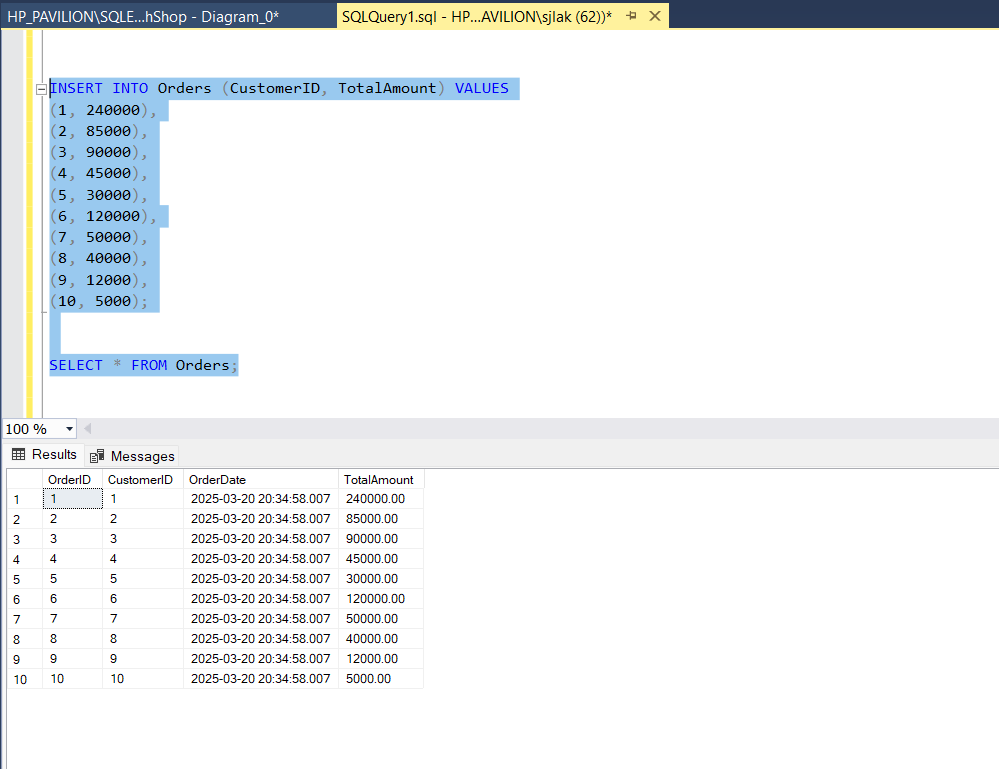 HP_PAVILION\SQLE...hShop - Diagram_0* SQLQuery1.sql - HP...AVILION\sjlak (62))*
INSERT INTO Orders (CustomerID, TotalAmount) VALUES
(1, 240000),
(2, 85000),
(3, 90000),
(4, 45000),
(5, 30000),
(6, 120000),
(7, 50000),
(8, 40000),
(9, 12000),
(10, 5000);
SELECT * FROM Orders;
100 %
Results Messages
OrderID CustomerID OrderDate TotalAmount
1 1 1 2025-03-20 20:34:58.007 240000.00
2 2 2 2025-03-20 20:34:58.007 85000.00
3 3 3 2025-03-20 20:34:58.007 90000.00
4 4 4 2025-03-20 20:34:58.007 45000.00
5 5 5 2025-03-20 20:34:58.007 30000.00
6 6 6 2025-03-20 20:34:58.007 120000.00
7 7 7 2025-03-20 20:34:58.007 50000.00
8 8 8 2025-03-20 20:34:58.007 40000.00
9 9 9 2025-03-20 20:34:58.007 12000.00
10 10 10 2025-03-20 20:34:58.007 5000.00